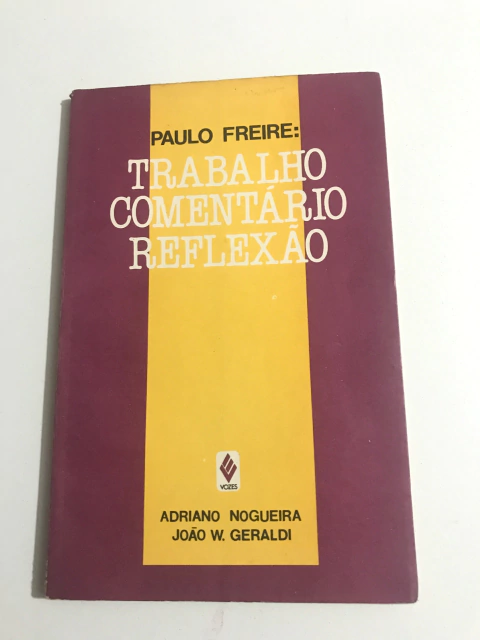 PAULO FREIRE:
TRABALHO
COMENTÁRIO
REFLEXÃO
VOZES
ADRIANO NOGUEIRA
JOÃO W. GERALDI